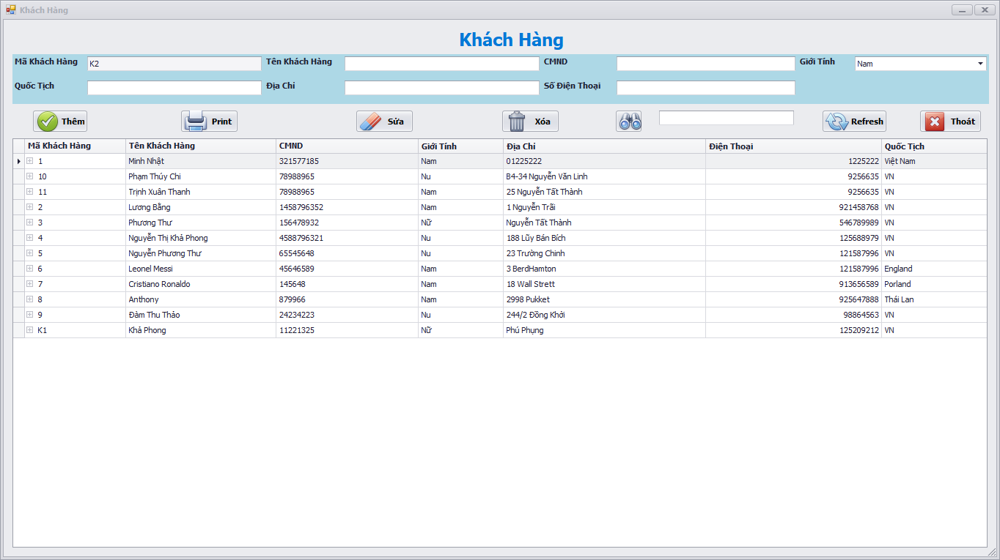 Khách Hàng
Khách Hàng
Mã Khách Hàng K2 Tên Khách Hàng CMND Giới Tính Nam
Quốc Tịch Địa Chỉ Số Điện Thoại
Thêm Print Sửa Xóa Refresh Thoát
Mã Khách Hàng Tên Khách Hàng CMND Giới Tính Địa Chỉ Điện Thoại Quốc Tịch
1 Minh Nhật 321577185 Nam 01225222 1225222 Việt Nam
10 Phạm Thúy Chi 78988965 Nu B4-34 Nguyễn Văn Linh 9256635 VN
11 Trịnh Xuân Thanh 78988965 Nam 25 Nguyễn Tất Thành 9256635 VN
2 Lương Bằng 1458796352 Nam 1 Nguyễn Trãi 921458768 VN
3 Phương Thư 156478932 Nữ Nguyễn Tất Thành 546789989 VN
4 Nguyễn Thị Khả Phong 4588796321 Nu 188 Lũy Bán Bích 125688979 VN
5 Nguyễn Phương Thư 65545648 Nu 23 Trường Chinh 121587996 VN
6 Leonel Messi 45646589 Nam 3 BerdHamton 121587996 England
7 Cristiano Ronaldo 145648 Nam 18 Wall Strett 913656589 Porland
8 Anthony 879966 Nam 2998 Pukket 925647888 Thái Lan
9 Đàm Thu Thảo 24234223 Nu 244/2 Đồng Khởi 98864563 VN
K1 Khả Phong 11221325 Nữ Phú Phụng 125209212 VN